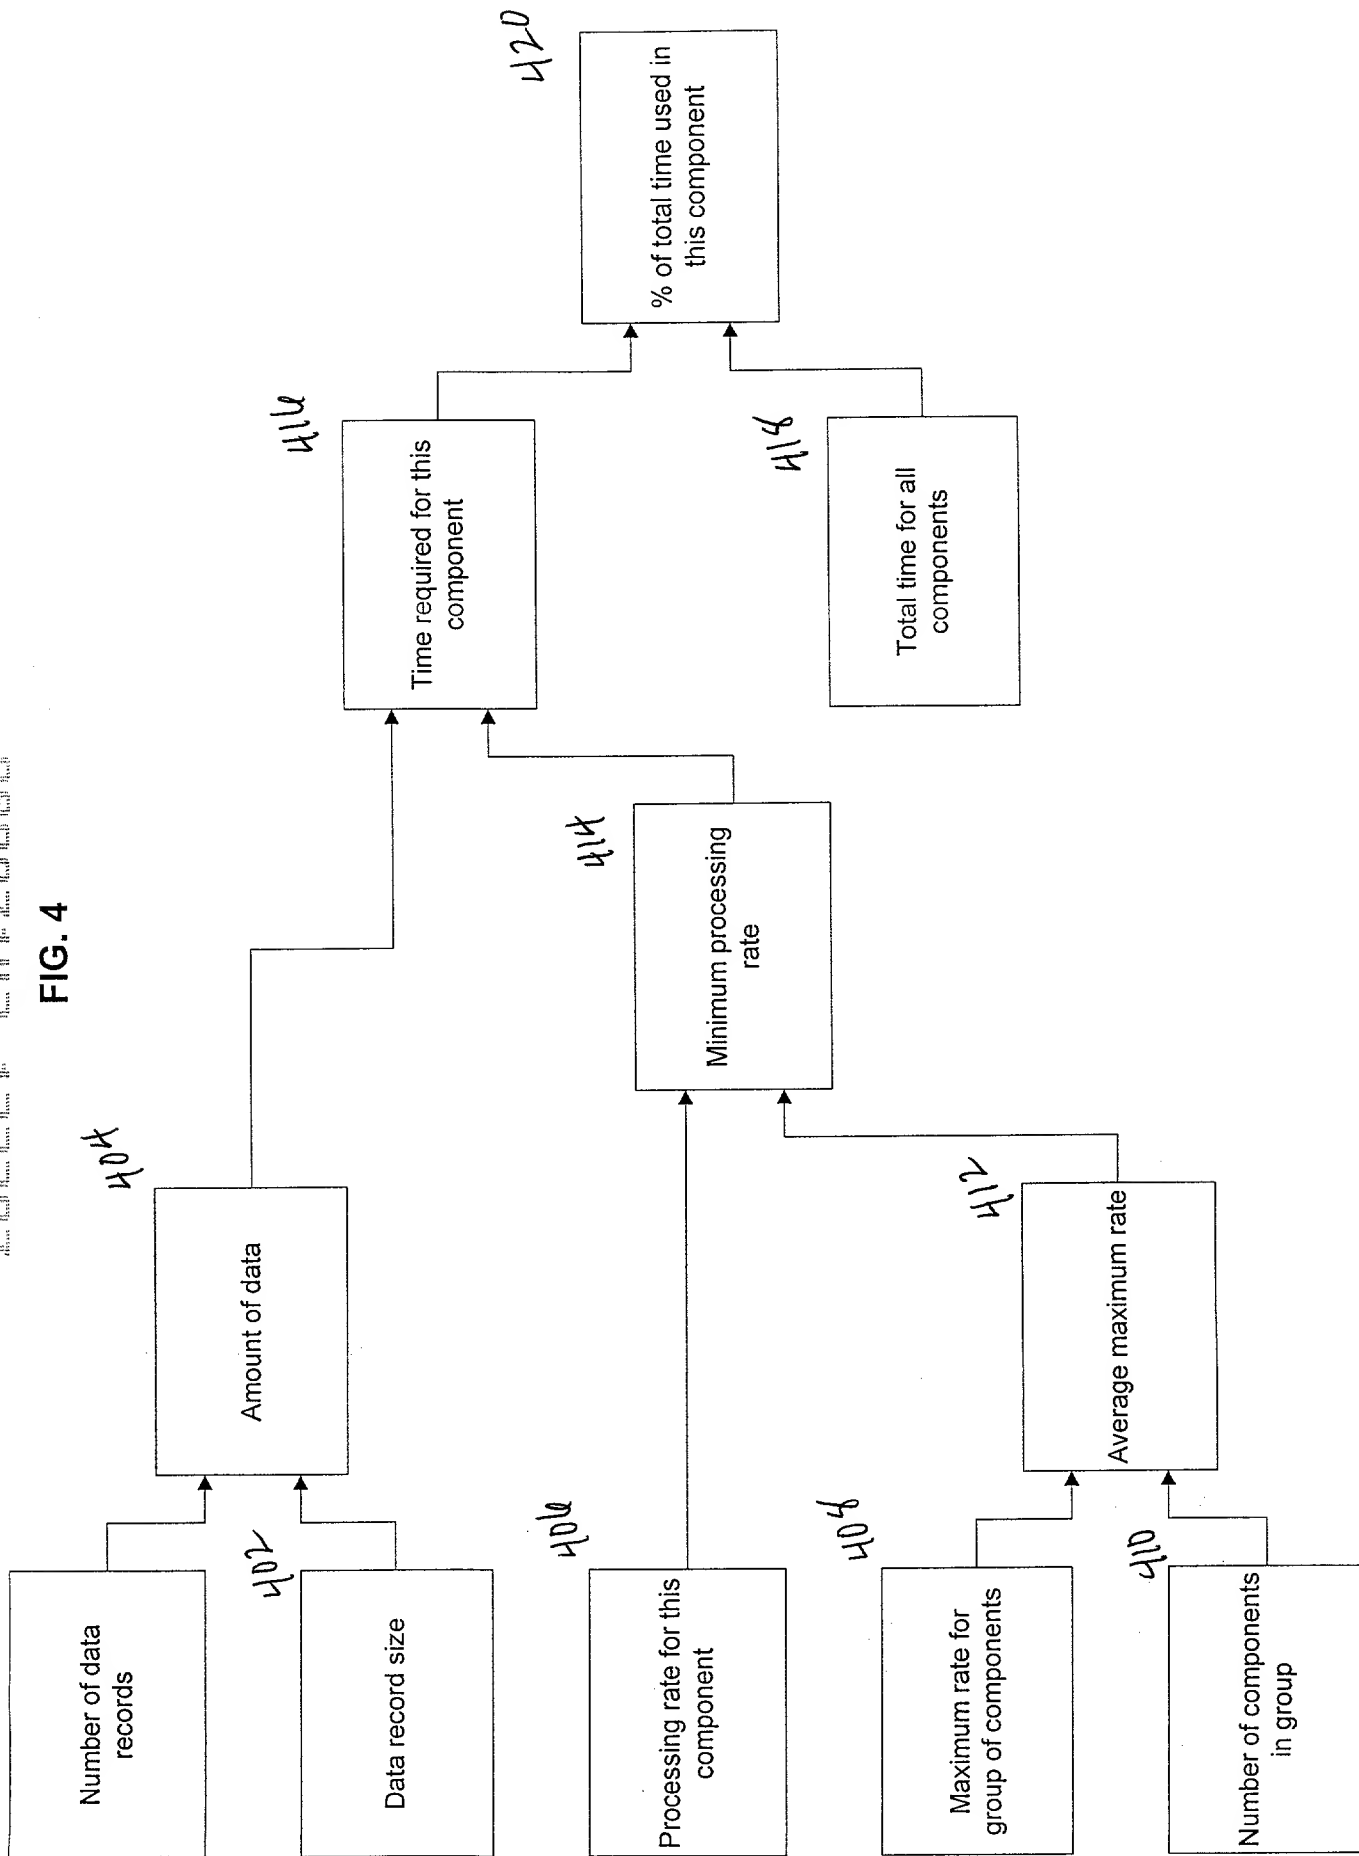 FIG. 4
Number of data
records
402
Data record size
404
Amount of data
406
Processing rate for this
component
408
Maximum rate for
group of components
410
Number of components
in group
412
Average maximum rate
414
Minimum processing
rate
416
Time required for this
component
418
Total time for all
components
420
% of total time used in
this component